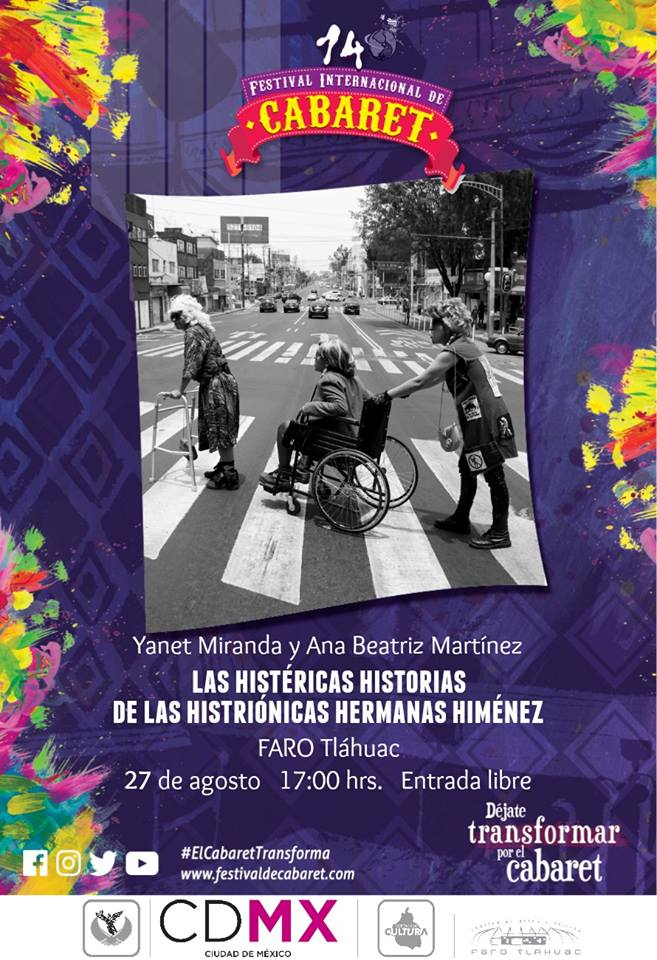 14
FESTIVAL INTERNACIONAL DE
CABARET
Yanet Miranda y Ana Beatriz Martínez
LAS HISTÉRICAS HISTORIAS
DE LAS HISTRIÓNICAS HERMANAS HIMÉNEZ
FARO Tláhuac
27 de agosto 17:00 hrs. Entrada libre
Déjate
transformar
por el
cabaret
#ElCabaretTransforma
www.festivaldecabaret.com
CDMX
CIUDAD DE MÉXICO
CULTURA
FARO TLÁHUAC